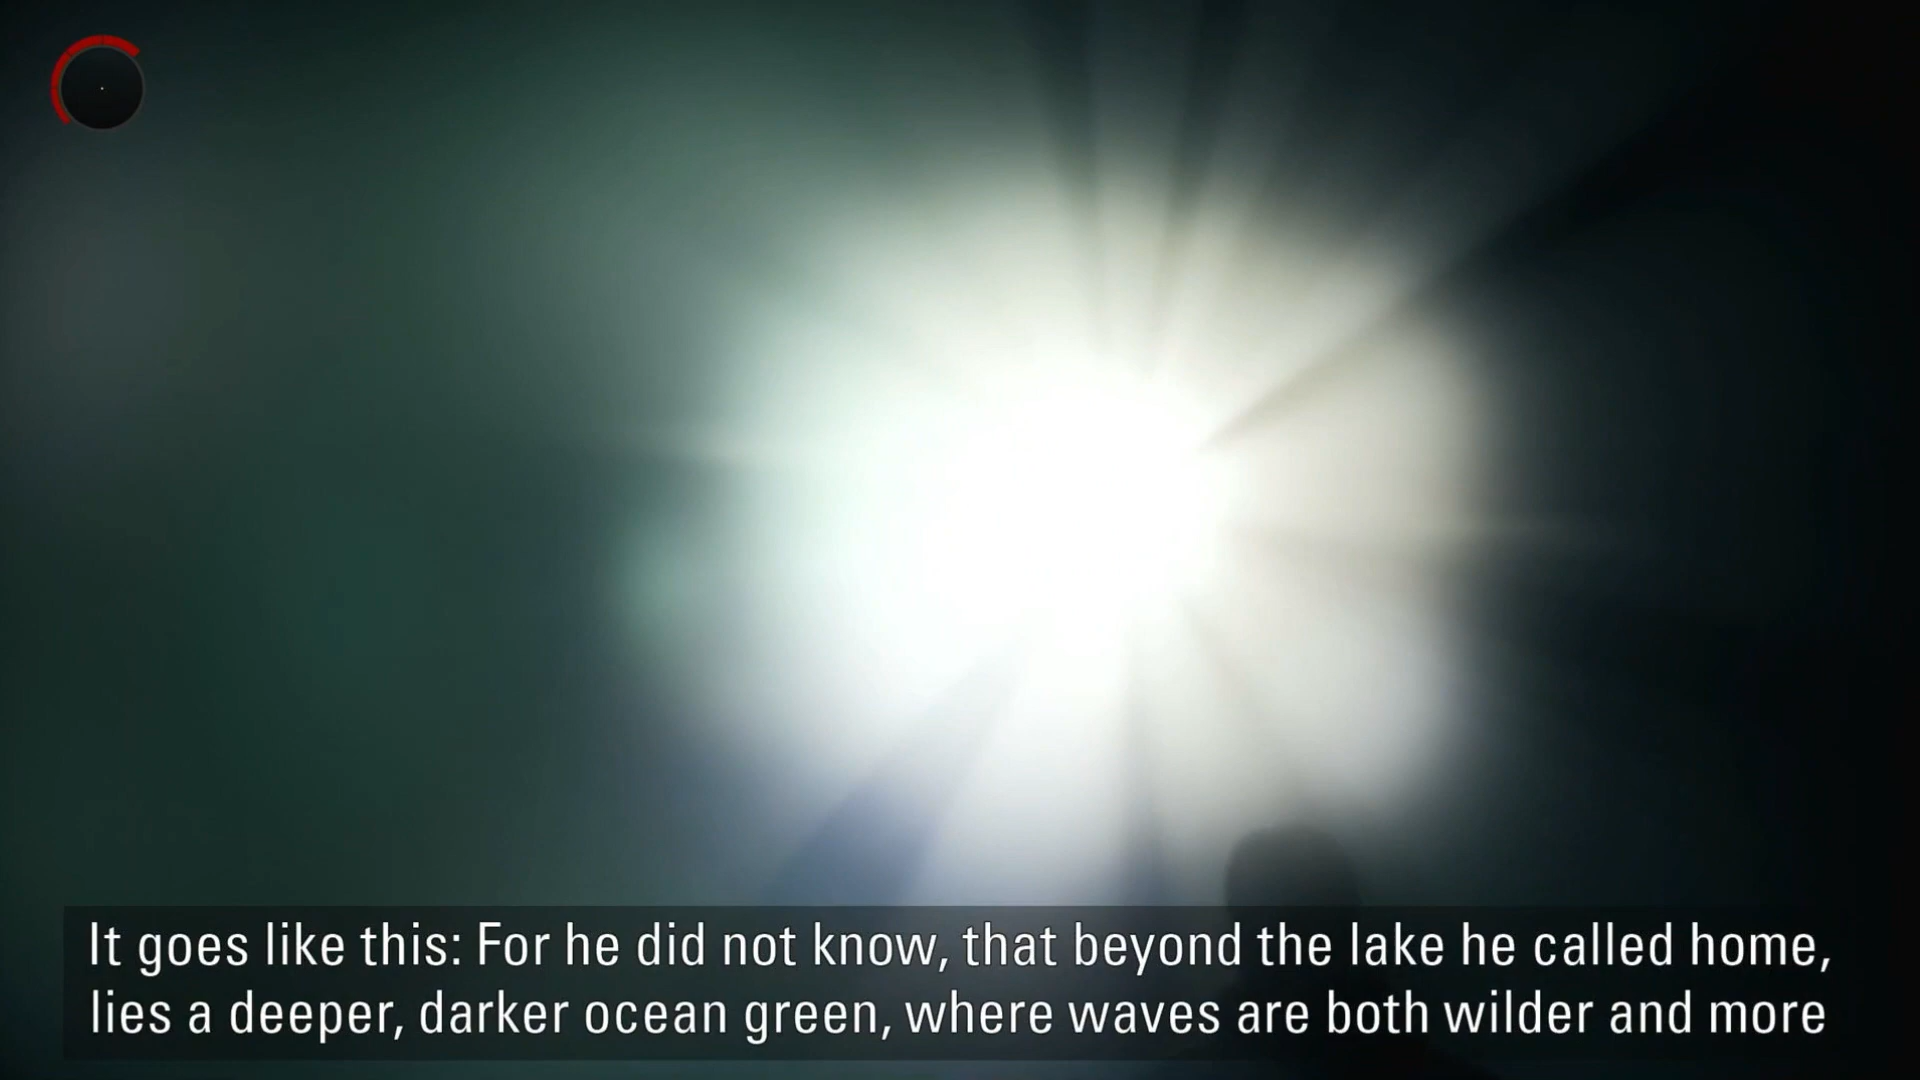 It goes like this: For he did not know, that beyond the lake he called home,
lies a deeper, darker ocean green, where waves are both wilder and more